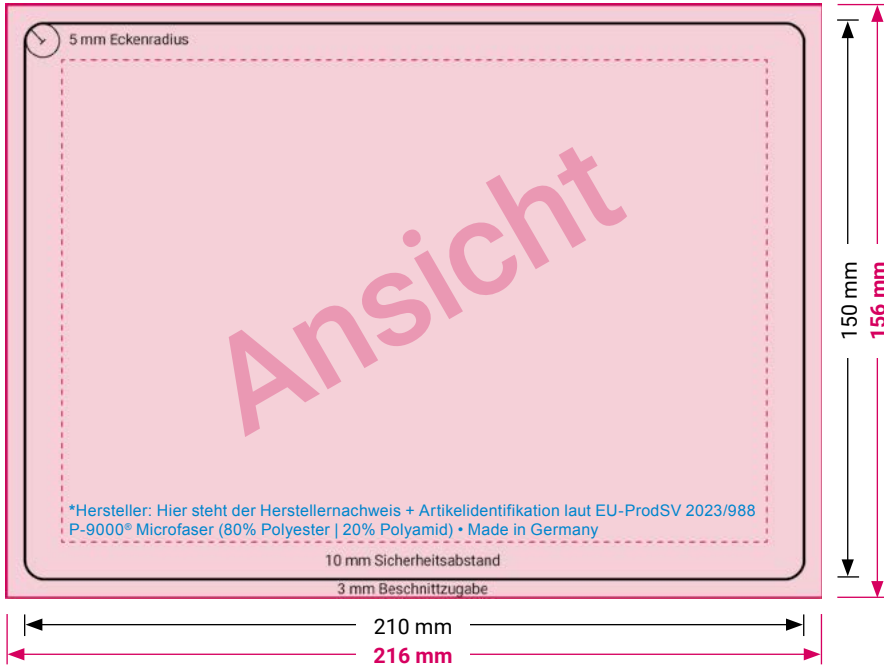 5 mm Eckenradius
Ansicht
*Hersteller: Hier steht der Herstellernachweis + Artikelidentifikation laut EU-ProdSV 2023/988
P-9000® Microfaser (80% Polyester | 20% Polyamid) • Made in Germany
10 mm Sicherheitsabstand
3 mm Beschnittzugabe
150 mm
156 mm
210 mm
216 mm